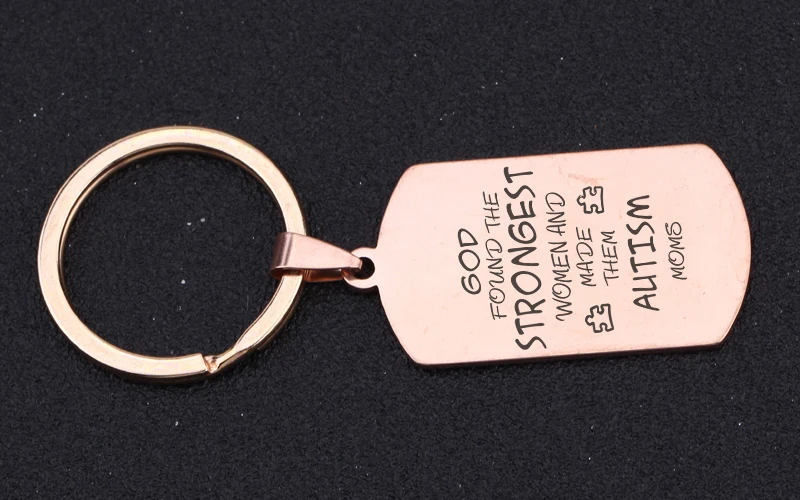 GOD
FOUND THE
STRONGEST
WOMEN AND
MADE
THEM
AUTISM
MOMS